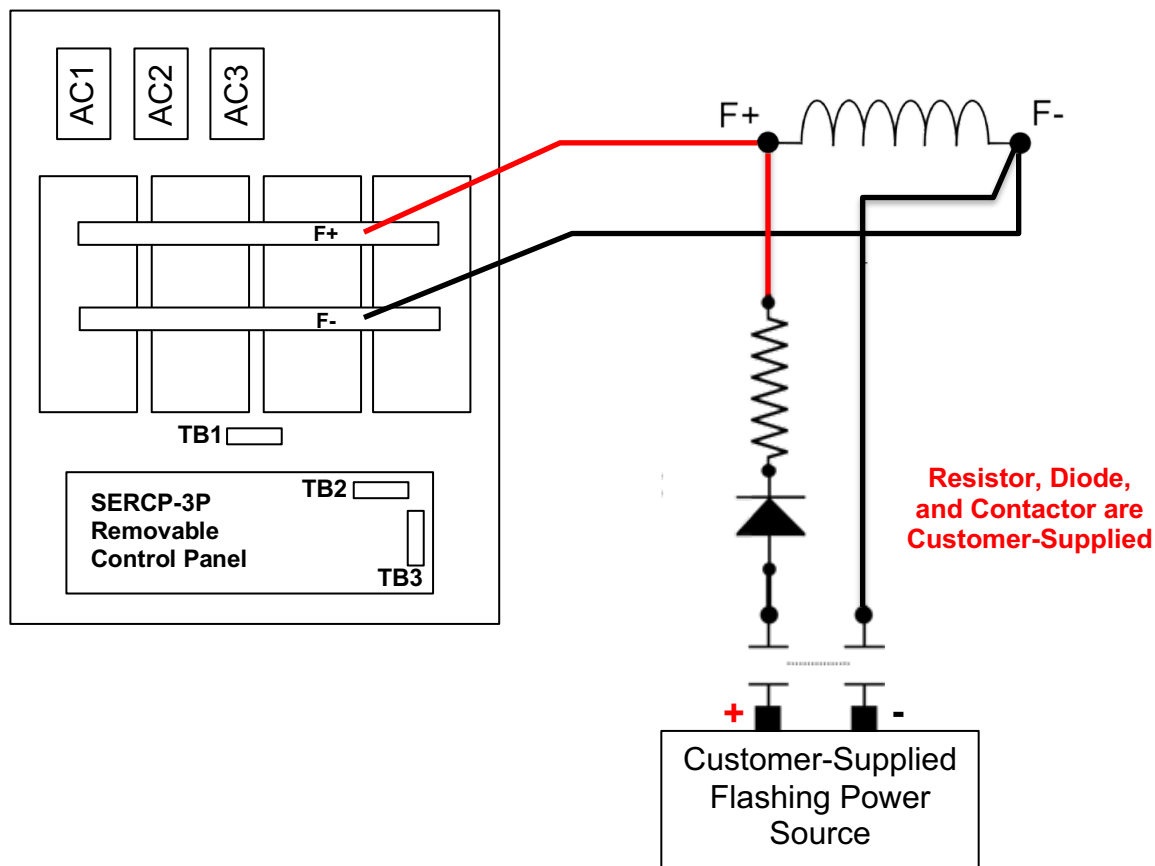 AC1
AC2
AC3
F+
F-
F+
F-
TB1
SERCP-3P
Removable
Control Panel
TB2
TB3
Resistor, Diode,
and Contactor are
Customer-Supplied
+
-
Customer-Supplied
Flashing Power
Source